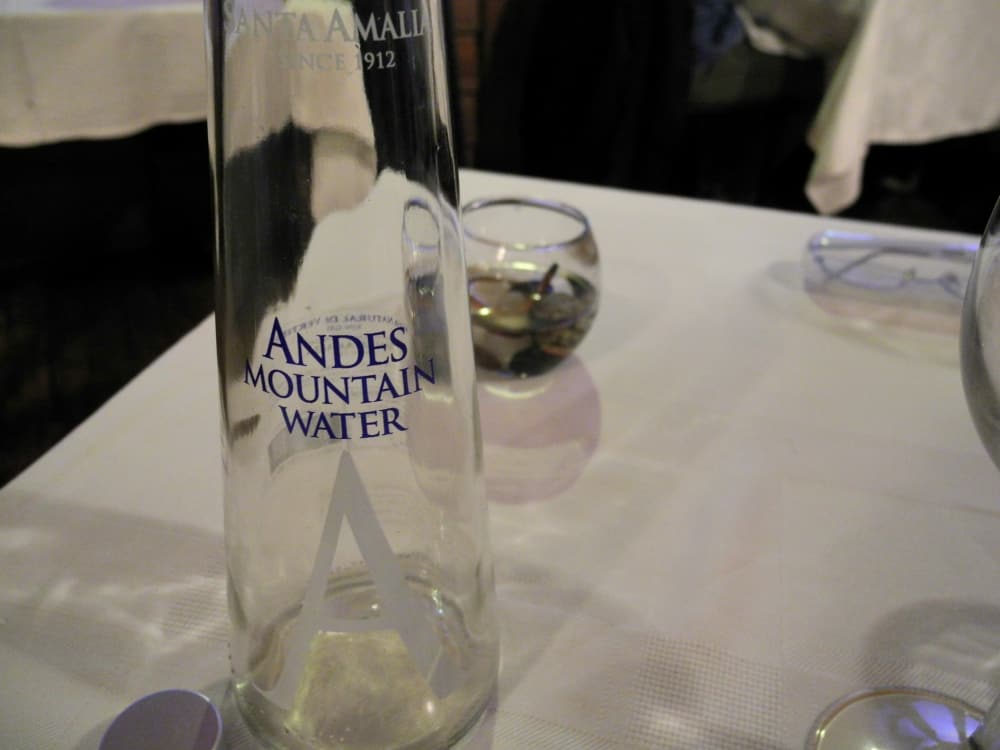 SANTA AMALIA
SINCE 1912
ANDES
MOUNTAIN
WATER
A